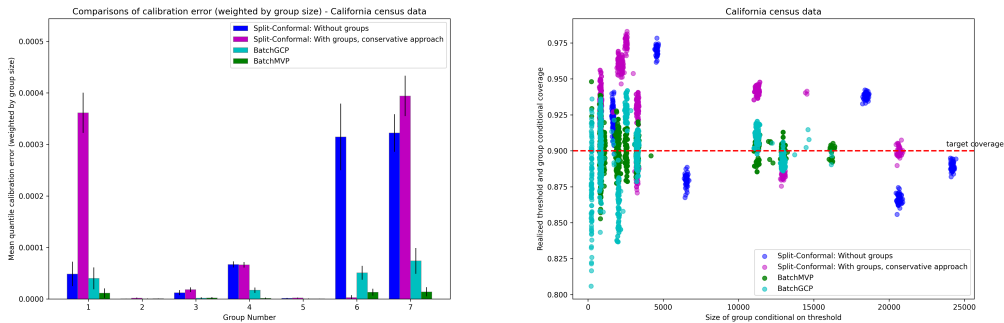 Comparisons of calibration error (weighted by group size) - California census data
Mean quantile calibration error (weighted by group size)
0.0005
0.0004
0.0003
0.0002
0.0001
0.0000
Split-Conformal: Without groups
Split-Conformal: With groups, conservative approach
BatchGCP
BatchMVP
1 2 3 4 5 6 7
Group Number
California census data
Realized threshold and group conditional coverage
0.975
0.950
0.925
0.900
0.875
0.850
0.825
0.800
target coverage
Split-Conformal: Without groups
Split-Conformal: With groups, conservative approach
BatchMVP
BatchGCP
0 5000 10000 15000 20000 25000
Size of group conditional on threshold